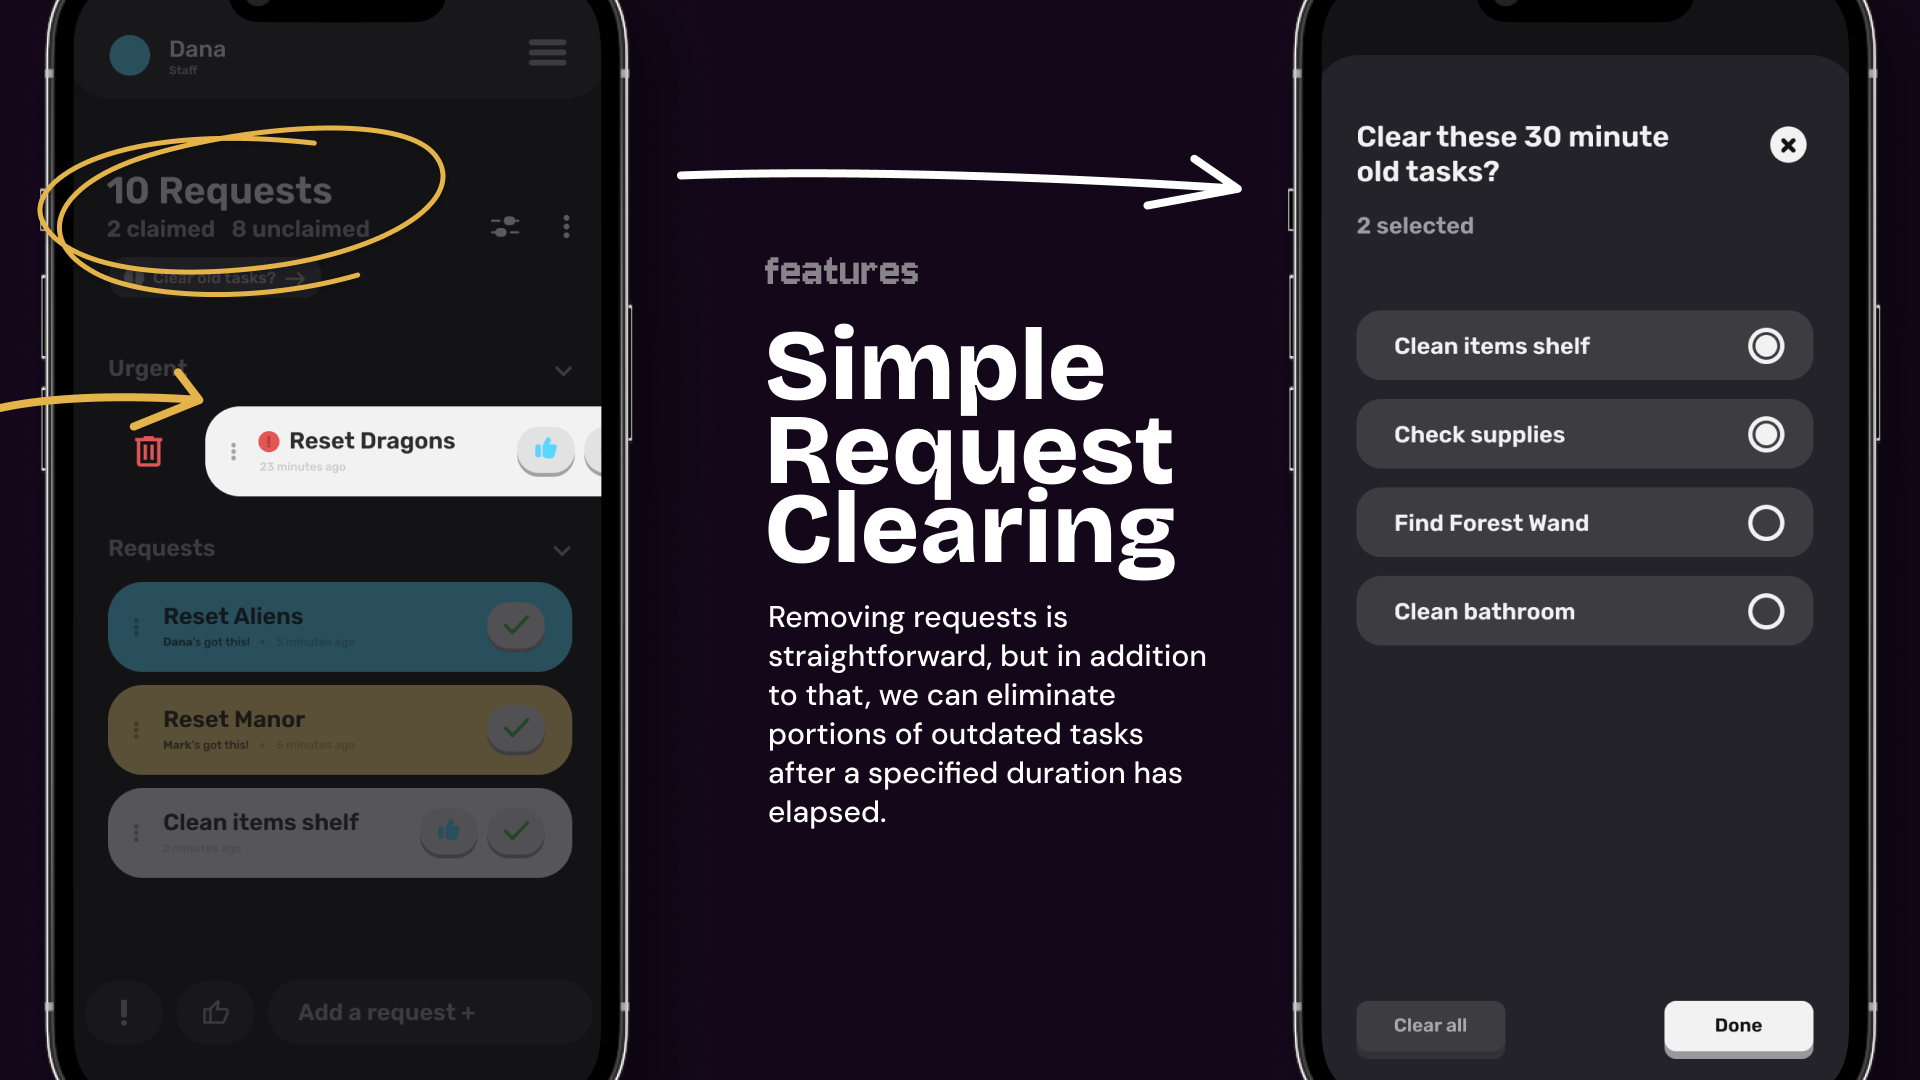 Dana
Staff
10 Requests
2 claimed 8 unclaimed
Clear old tasks?
Urgent
Reset Dragons
23 minutes ago
Requests
Reset Aliens
Dana's got this! • 5 minutes ago
Reset Manor
Mark's got this! • 5 minutes ago
Clean items shelf
2 minutes ago
Add a request +
features
Simple
Request
Clearing
Removing requests is
straightforward, but in addition
to that, we can eliminate
portions of outdated tasks
after a specified duration has
elapsed.
Clear these 30 minute
old tasks?
2 selected
Clean items shelf
Check supplies
Find Forest Wand
Clean bathroom
Clear all
Done